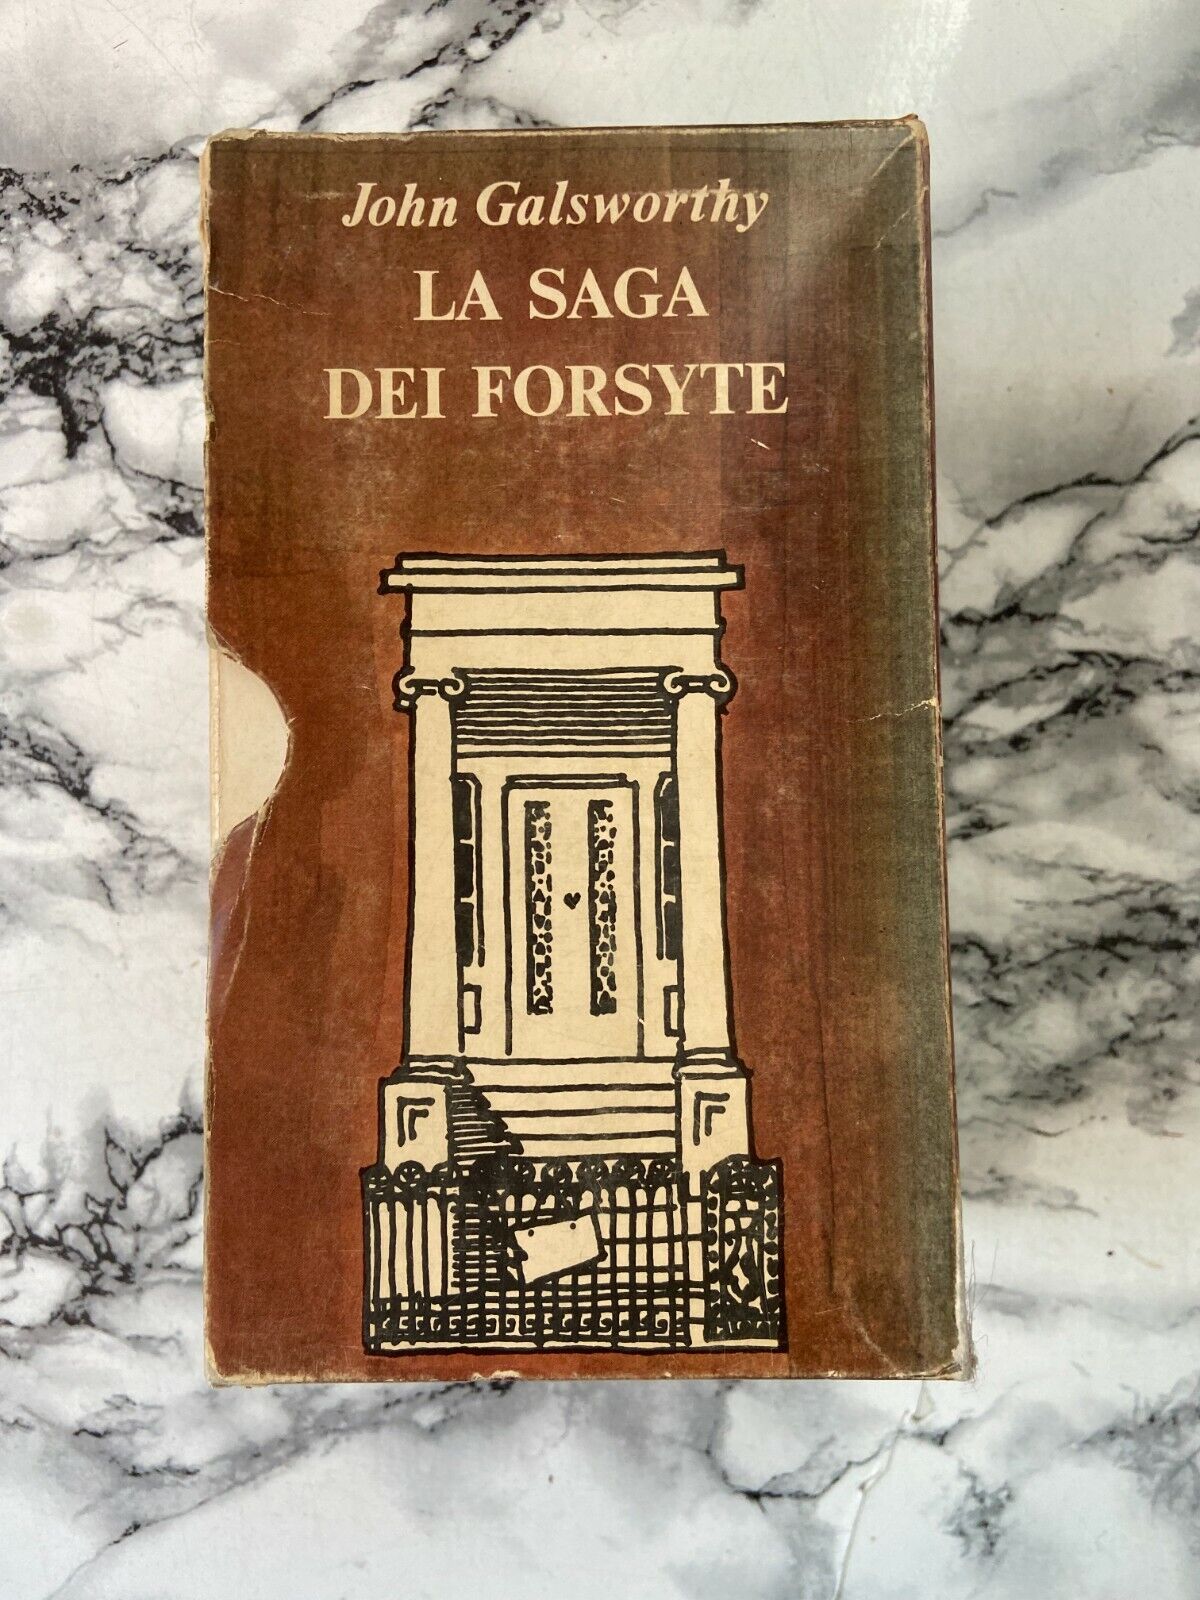 John Galsworthy
LA SAGA
DEI FORSYTE